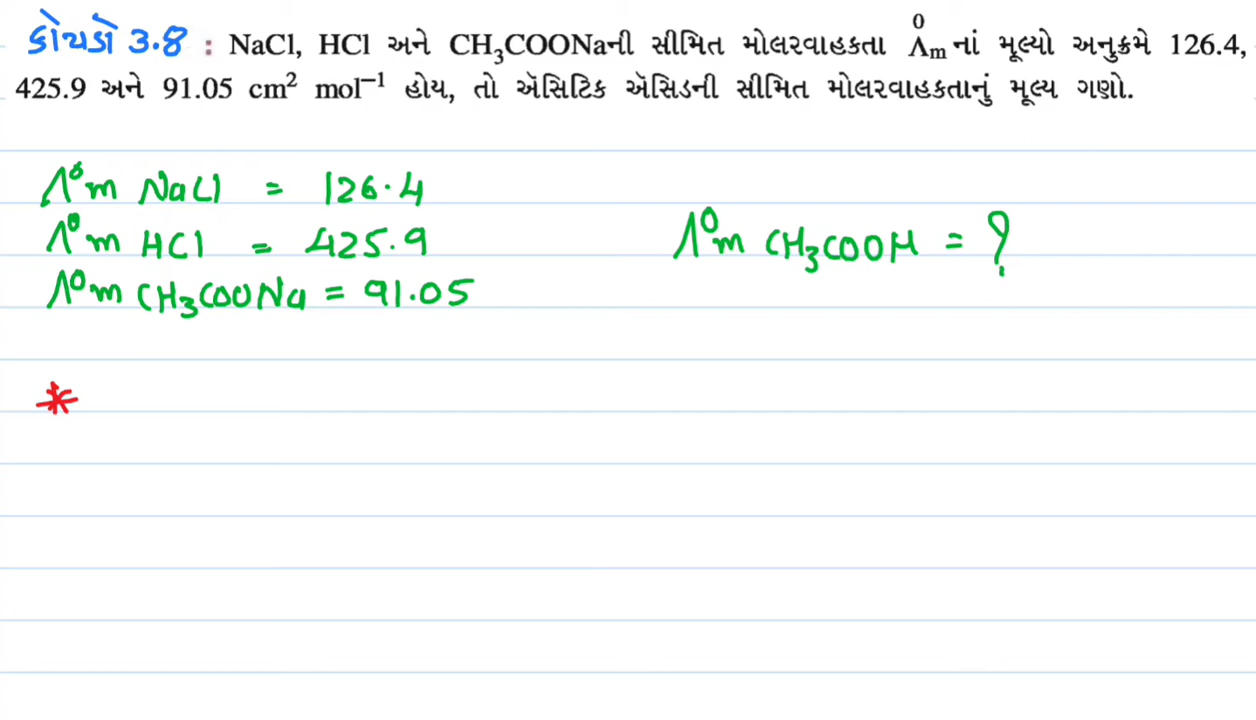 કોયડો 3.8 : NaCl, HCl અને CH₃COONaની સીમિત મોલરવાહકતા Λ⁰m નાં મૂલ્યો અનુક્રમે 126.4,
425.9 અને 91.05 cm² mol⁻¹ હોય, તો ઍસિટિક ઍસિડની સીમિત મોલરવાહકતાનું મૂલ્ય ગણો.
Λ⁰m NaCl = 126.4
Λ⁰m HCl = 425.9
Λ⁰m CH₃COONa = 91.05
Λ⁰m CH₃COOH = ?
*